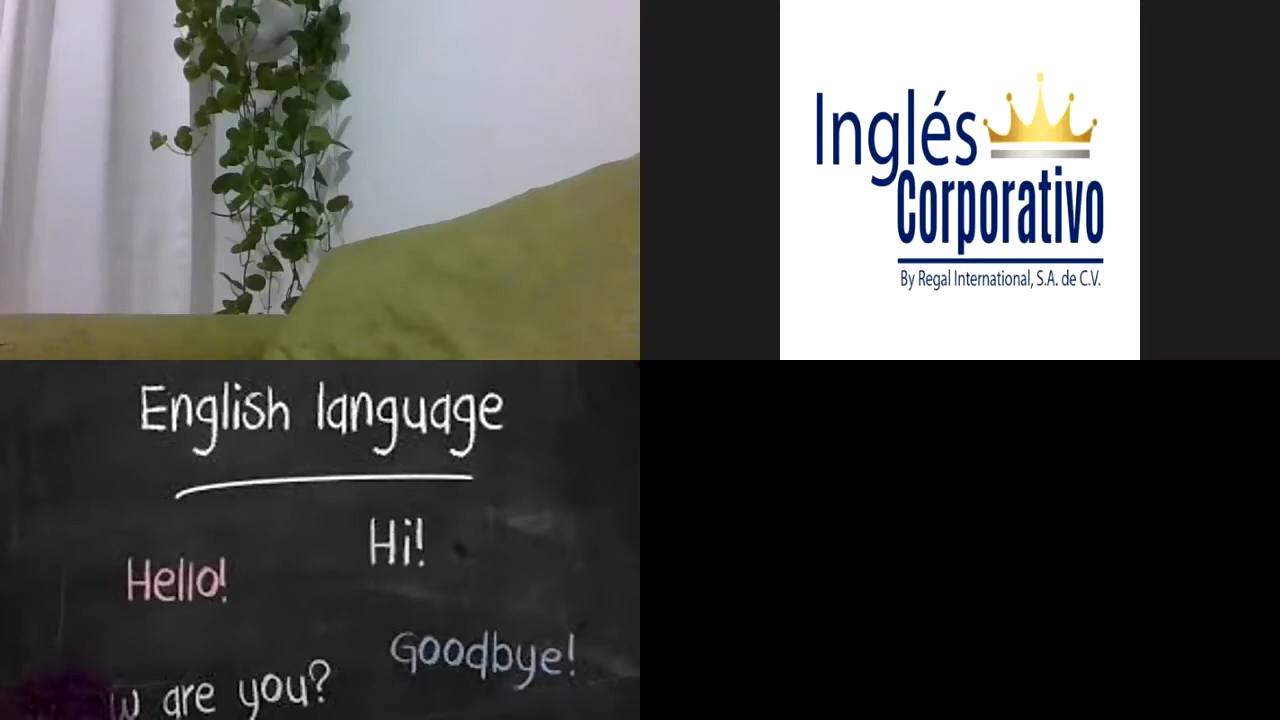 Inglés
Corporativo
By Regal International, S.A. de C.V.
English language
Hi!
Hello!
Goodbye!
are you?